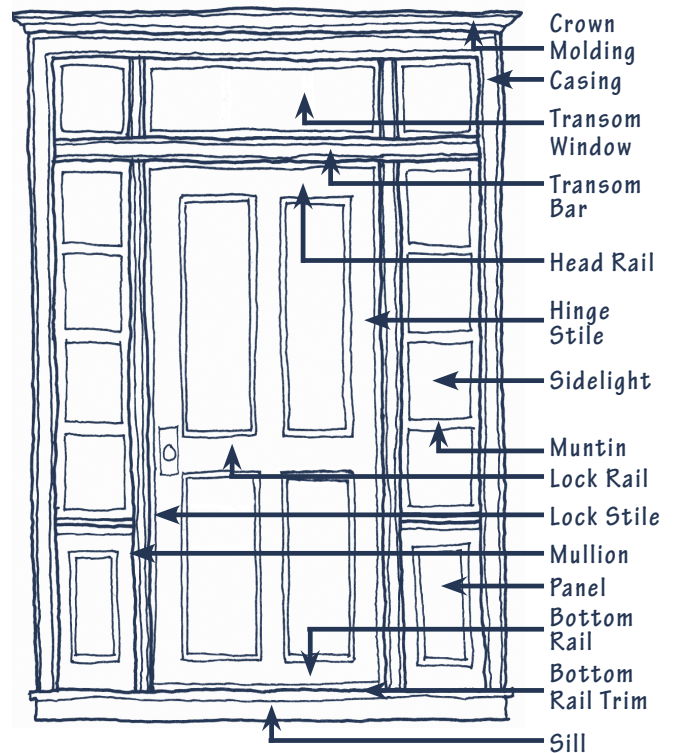 Crown
Molding
Casing
Transom
Window
Transom
Bar
Head Rail
Hinge
Stile
Sidelight
Muntin
Lock Rail
Lock Stile
Mullion
Panel
Bottom
Rail
Bottom
Rail Trim
Sill